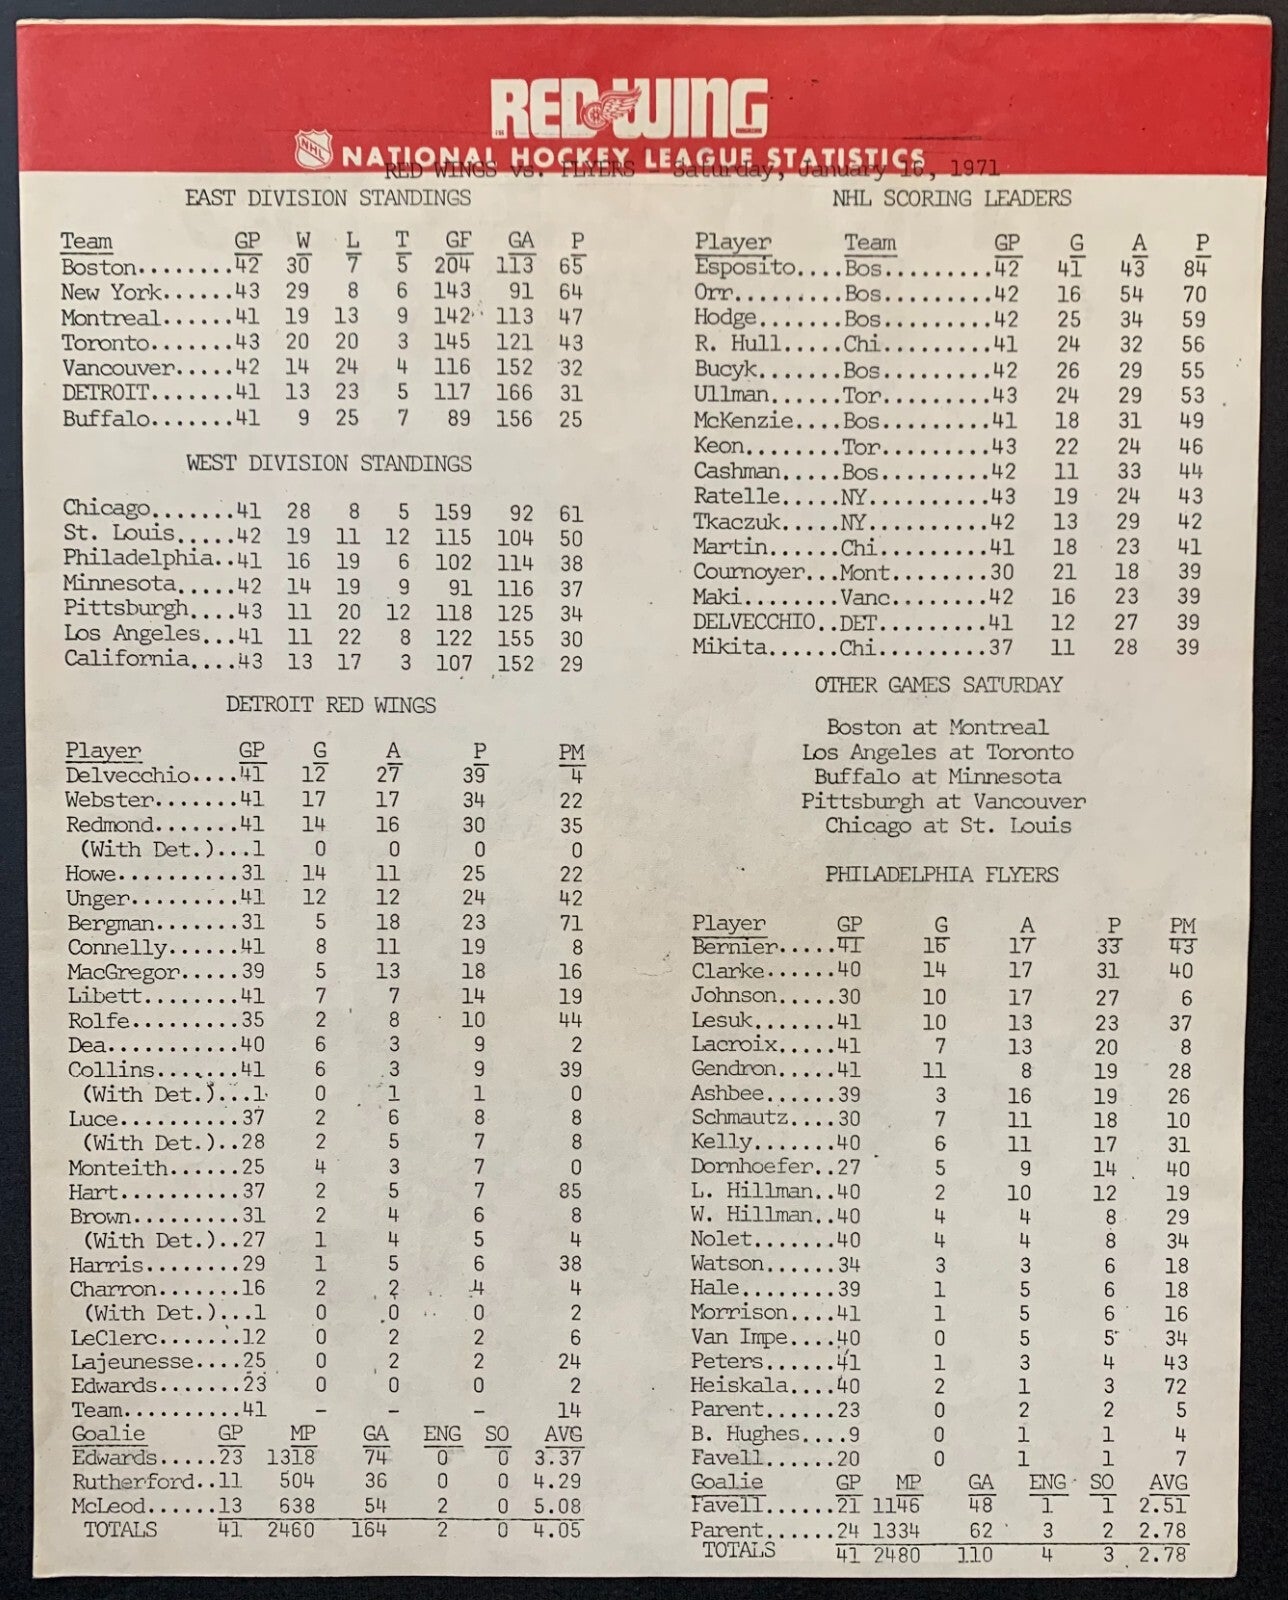 RED WING
NHL NATIONAL HOCKEY LEAGUE STATISTICS
RED WINGS vs. FLYERS - Saturday, January 16, 1971
EAST DIVISION STANDINGS
Team GP W L T GF GA P
Boston........42 30 7 5 204 113 65
New York......43 29 8 6 143 91 64
Montreal......41 19 13 9 142 113 47
Toronto.......43 20 20 3 145 121 43
Vancouver.....42 14 24 4 116 152 32
DETROIT.......41 13 23 5 117 166 31
Buffalo.......41 9 25 7 89 156 25
WEST DIVISION STANDINGS
Chicago.......41 28 8 5 159 92 61
St. Louis.....42 19 11 12 115 104 50
Philadelphia..41 16 19 6 102 114 38
Minnesota.....42 14 19 9 91 116 37
Pittsburgh....43 11 20 12 118 125 34
Los Angeles...41 11 22 8 122 155 30
California....43 13 17 3 107 152 29
DETROIT RED WINGS
Player GP G A P PM
Delvecchio....41 12 27 39 4
Webster.......41 17 17 34 22
Redmond.......41 14 16 30 35
(With Det.)...1 0 0 0 0
Howe..........31 14 11 25 22
Unger.........41 12 12 24 42
Bergman.......31 5 18 23 71
Connelly......41 8 11 19 8
MacGregor.....39 5 13 18 16
Libett........41 7 7 14 19
Rolfe.........35 2 8 10 44
Dea...........40 6 3 9 2
Collins.......41 6 3 9 39
(With Det.)...1 0 1 1 0
Luce..........37 2 6 8 8
(With Det.)..28 2 5 7 8
Monteith......25 4 3 7 0
Hart..........37 2 5 7 85
Brown.........31 2 4 6 8
(With Det.)..27 1 4 5 4
Harris........29 1 5 6 38
Charron.......16 2 2 4 4
(With Det.)...1 0 0 0 2
LeClerc.......12 0 2 2 6
Lajeunesse....25 0 2 2 24
Edwards.......23 0 0 0 2
Team..........41 - - - 14
Goalie GP MP GA ENG SO AVG
Edwards.......23 1318 74 0 0 3.37
Rutherford..11 504 36 0 0 4.29
McLeod......13 638 54 2 0 5.08
TOTALS 41 2460 164 2 0 4.05
NHL SCORING LEADERS
Player Team GP G A P
Esposito....Bos.........42 41 43 84
Orr.........Bos.........42 16 54 70
Hodge.......Bos.........42 25 34 59
R. Hull.....Chi.........41 24 32 56
Bucyk.......Bos.........42 26 29 55
Ullman......Tor.........43 24 29 53
McKenzie....Bos.........41 18 31 49
Keon........Tor.........43 22 24 46
Cashman.....Bos.........42 11 33 44
Ratelle.....NY..........43 19 24 43
Tkaczuk.....NY..........42 13 29 42
Martin......Chi.........41 18 23 41
Cournoyer...Mont........30 21 18 39
Maki........Vanc........42 16 23 39
DELVECCHIO..DET.........41 12 27 39
Mikita......Chi.........37 11 28 39
OTHER GAMES SATURDAY
Boston at Montreal
Los Angeles at Toronto
Buffalo at Minnesota
Pittsburgh at Vancouver
Chicago at St. Louis
PHILADELPHIA FLYERS
Player GP G A P PM
Bernier.....41 16 17 33 43
Clarke......40 14 17 31 40
Johnson.....30 10 17 27 6
Lesuk.......41 10 13 23 37
Lacroix.....41 7 13 20 8
Gendron.....41 11 8 19 28
Ashbee......39 3 16 19 26
Schmautz....30 7 11 18 10
Kelly.......40 6 11 17 31
Dornhoefer..27 5 9 14 40
L. Hillman..40 2 10 12 19
W. Hillman..40 4 4 8 29
Nolet.......40 4 4 8 34
Watson......34 3 3 6 18
Hale........39 1 5 6 18
Morrison....41 1 5 6 16
Van Impe....40 0 5 5 34
Peters......41 1 3 4 43
Heiskala....40 2 1 3 72
Parent......23 0 2 2 5
B. Hughes....9 0 1 1 4
Favell......20 0 1 1 7
Goalie GP MP GA ENG SO AVG
Favell......21 1146 48 1 1 2.51
Parent......24 1334 62 3 2 2.78
TOTALS 41 2480 110 4 3 2.78